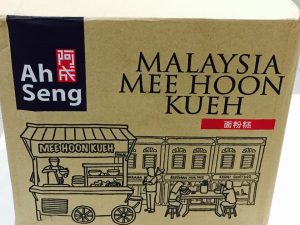 Ah
Seng
阿成
MALAYSIA
MEE HOON
KUEH
面粉粿
MEE HOON KUEH